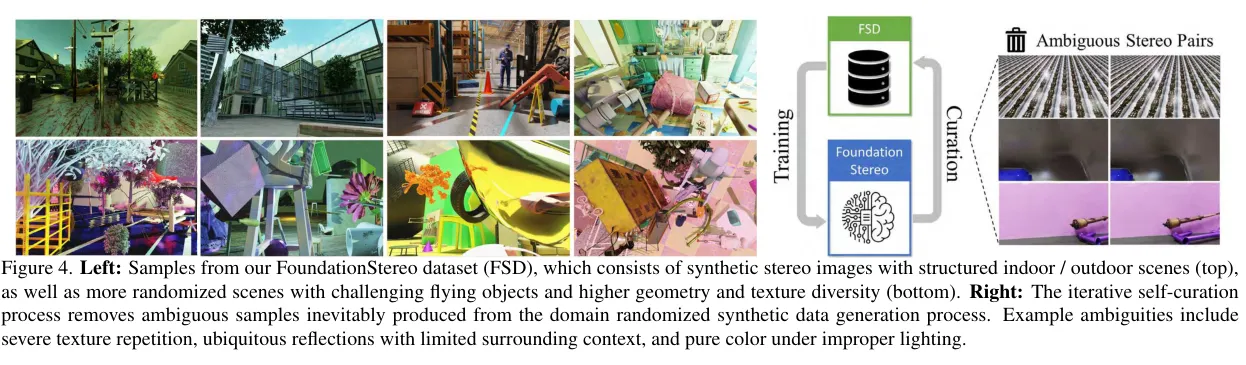 FSD
Ambiguous Stereo Pairs
Training
Curation
Foundation
Stereo
Figure 4. Left: Samples from our FoundationStereo dataset (FSD), which consists of synthetic stereo images with structured indoor / outdoor scenes (top),
as well as more randomized scenes with challenging flying objects and higher geometry and texture diversity (bottom). Right: The iterative self-curation
process removes ambiguous samples inevitably produced from the domain randomized synthetic data generation process. Example ambiguities include
severe texture repetition, ubiquitous reflections with limited surrounding context, and pure color under improper lighting.